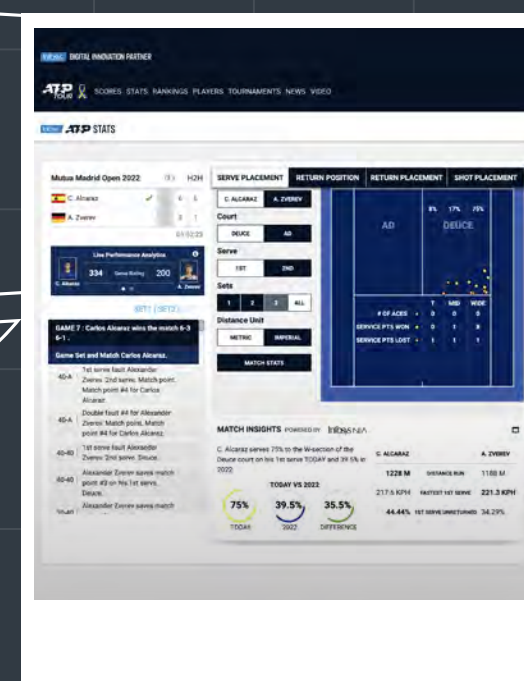 Infosys DIGITAL INNOVATION PARTNER
ATP TOUR SCORES STATS RANKINGS PLAYERS TOURNAMENTS NEWS VIDEO
Infosys ATP STATS
Mutua Madrid Open 2022 H2H
C. Alcaraz 6 6
A. Zverev 3 1
01:02:23
Live Performance Analytics
334 Game Rating 200
C. Alcaraz A. Zverev
SET1 | SET2
GAME 7 : Carlos Alcaraz wins the match 6-3
6-1 .
Game Set and Match Carlos Alcaraz.
40-A 1st serve fault Alexander
Zverev. 2nd serve. Match point.
Match point #4 for Carlos
Alcaraz.
40-A Double fault #4 for Alexander
Zverev. Match point. Match
point #4 for Carlos Alcaraz.
40-40 1st serve fault Alexander
Zverev. 2nd serve. Deuce.
40-40 Alexander Zverev saves match
point #3 on his 1st serve.
Deuce.
Alexander Zverev saves match
SERVE PLACEMENT RETURN POSITION RETURN PLACEMENT SHOT PLACEMENT
C. ALCARAZ A. ZVEREV
Court
DEUCE AD
Serve
1ST 2ND
Sets
1 2 3 ALL
Distance Unit
METRIC IMPERIAL
MATCH STATS
8% 17% 75%
AD DEUCE
T MID WIDE
# OF ACES 0 0 0
SERVICE PTS WON 0 1 8
SERVICE PTS LOST 1 1 1
MATCH INSIGHTS POWERED BY Infosys NIA
C. Alcaraz serves 75% to the W-section of the
Deuce court on his 1st serve TODAY and 39.5% in
2022
TODAY VS 2022
75% 39.5% 35.5%
TODAY 2022 DIFFERENCE
C. ALCARAZ A. ZVEREV
1228 M DISTANCE RUN 1188 M
217.6 KPH FASTEST 1ST SERVE 221.3 KPH
44.44% 1ST SERVE UNRETURNED 34.29%